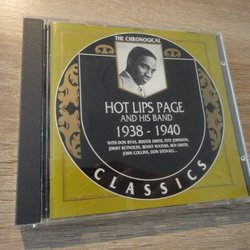 THE CHRONOGICAL
HOT LIPS PAGE
AND HIS BAND
1938 - 1940
WITH DON BYAS, BUSTER SMITH, PETE JOHNSON,
JIMMY REYNOLDS, BENNY WATERS, BEN SMITH,
JOHN COLLINS, DON STOVALL...
CLASSICS